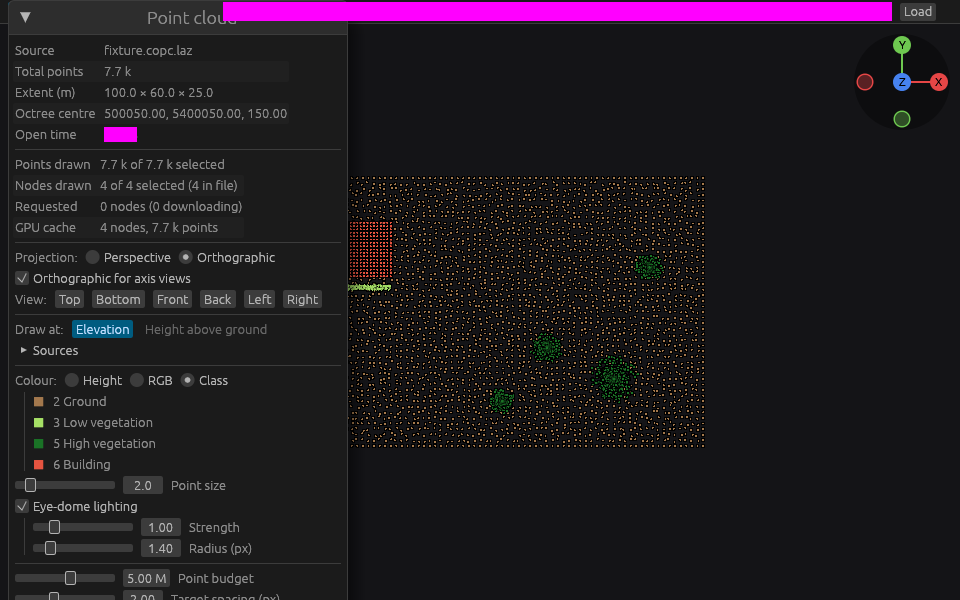 Point cloud
Load
Source fixture.copc.laz
Total points 7.7 k
Extent (m) 100.0 × 60.0 × 25.0
Octree centre 500050.00, 5400050.00, 150.00
Open time
Points drawn 7.7 k of 7.7 k selected
Nodes drawn 4 of 4 selected (4 in file)
Requested 0 nodes (0 downloading)
GPU cache 4 nodes, 7.7 k points
Projection: Perspective Orthographic
Orthographic for axis views
View: Top Bottom Front Back Left Right
Draw at: Elevation Height above ground
Sources
Colour: Height RGB Class
2 Ground
3 Low vegetation
5 High vegetation
6 Building
2.0 Point size
Eye-dome lighting
1.00 Strength
1.40 Radius (px)
5.00 M Point budget
2.00 Target spacing (px)
Y
Z X